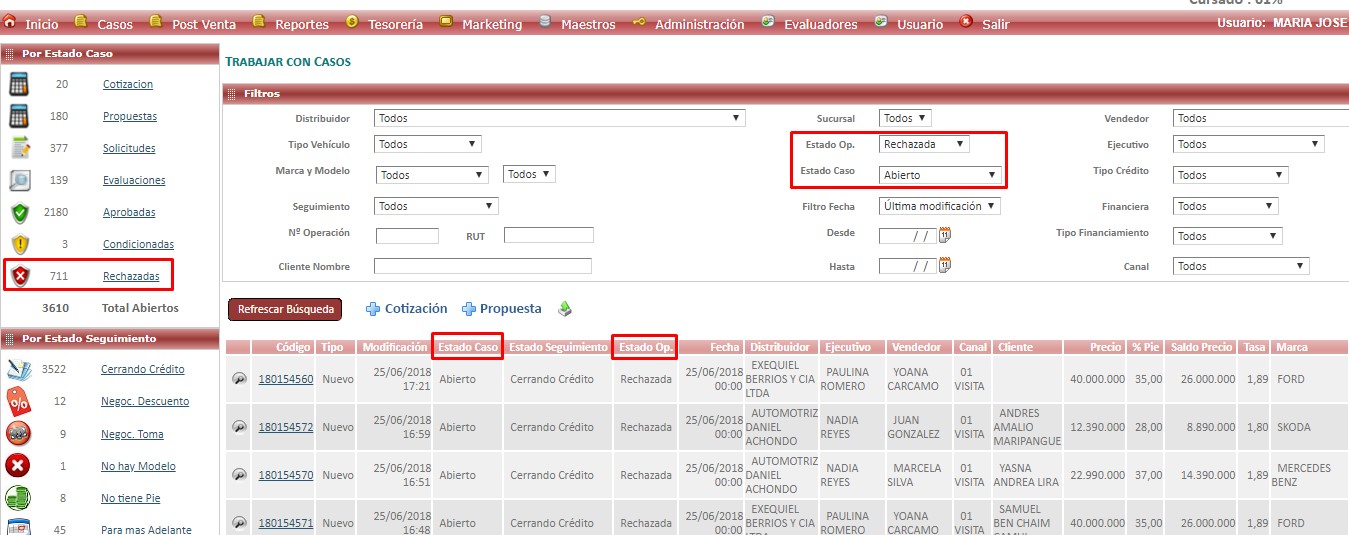 Cursado : 61%
Inicio Casos Post Venta Reportes Tesorería Marketing Maestros Administración Evaluadores Usuario Salir Usuario: MARIA JOSE
Por Estado Caso
20 Cotizacion
180 Propuestas
377 Solicitudes
139 Evaluaciones
2180 Aprobadas
3 Condicionadas
711 Rechazadas
3610 Total Abiertos
Por Estado Seguimiento
3522 Cerrando Crédito
12 Negoc. Descuento
9 Negoc. Toma
1 No hay Modelo
8 No tiene Pie
45 Para mas Adelante
TRABAJAR CON CASOS
Filtros
Distribuidor Todos Sucursal Todos Vendedor Todos
Tipo Vehículo Todos Estado Op. Rechazada Ejecutivo Todos
Marca y Modelo Todos Todos Estado Caso Abierto Tipo Crédito Todos
Seguimiento Todos Filtro Fecha Última modificación Financiera Todos
Nº Operación RUT Desde / / Tipo Financiamiento Todos
Cliente Nombre Hasta / / Canal Todos
Refrescar Búsqueda Cotización Propuesta
Código Tipo Modificación Estado Caso Estado Seguimiento Estado Op. Fecha Distribuidor Ejecutivo Vendedor Canal Cliente Precio % Pie Saldo Precio Tasa Marca
180154560 Nuevo 25/06/2018 17:21 Abierto Cerrando Crédito Rechazada 25/06/2018 00:00 EXEQUIEL BERRIOS Y CIA LTDA PAULINA ROMERO YOANA CARCAMO 01 VISITA 40.000.000 35,00 26.000.000 1,89 FORD
180154572 Nuevo 25/06/2018 16:59 Abierto Cerrando Crédito Rechazada 25/06/2018 00:00 AUTOMOTRIZ DANIEL ACHONDO NADIA REYES JUAN GONZALEZ 01 VISITA ANDRES AMALIO MARIPANGUE 12.390.000 28,00 8.890.000 1,80 SKODA
180154570 Nuevo 25/06/2018 16:51 Abierto Cerrando Crédito Rechazada 25/06/2018 00:00 AUTOMOTRIZ DANIEL ACHONDO NADIA REYES MARCELA SILVA 01 VISITA YASNA ANDREA LIRA 22.990.000 37,00 14.390.000 1,89 MERCEDES BENZ
180154571 Nuevo 25/06/2018 16:48 Abierto Cerrando Crédito Rechazada 25/06/2018 00:00 EXEQUIEL BERRIOS Y CIA PAULINA ROMERO YOANA CARCAMO 01 VISITA SAMUEL BEN CHAIM 40.000.000 35,00 26.000.000 1,89 FORD